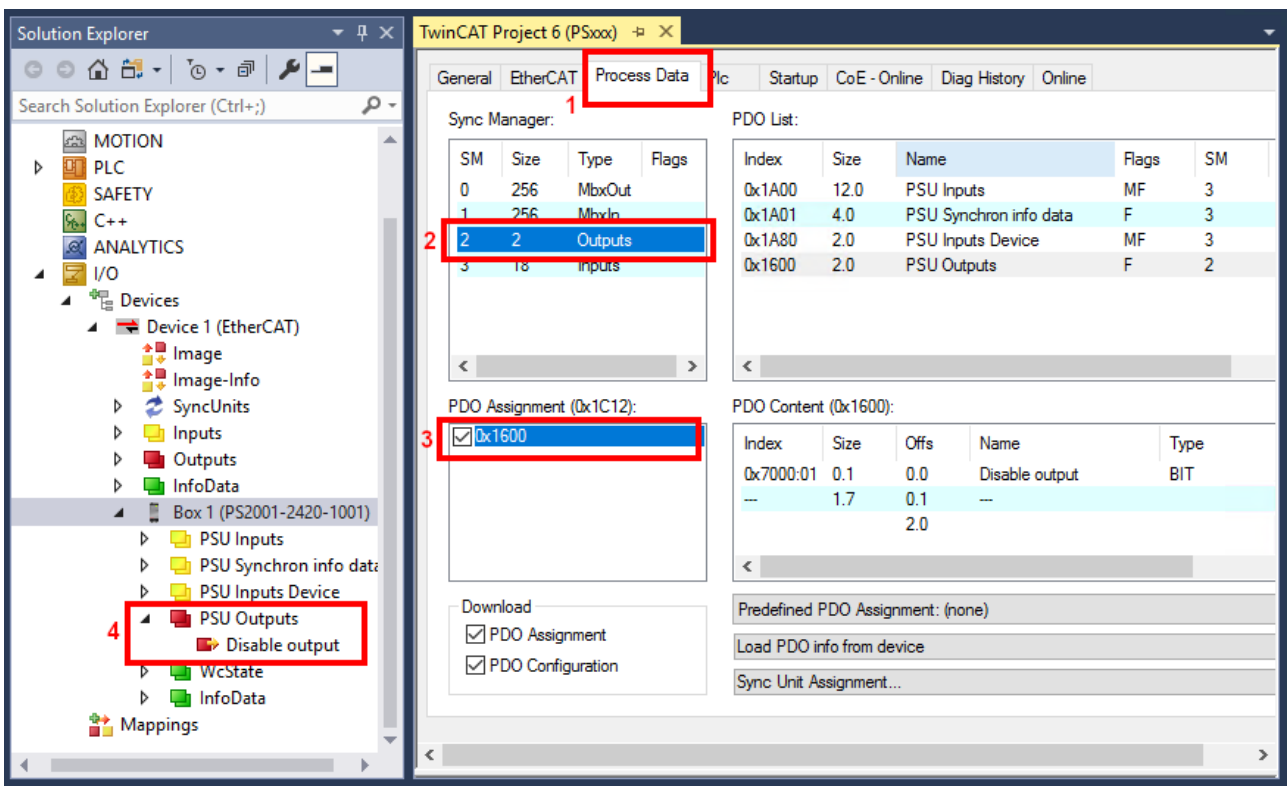 Solution Explorer
Search Solution Explorer (Ctrl+;)
MOTION
PLC
SAFETY
C++
ANALYTICS
I/O
Devices
Device 1 (EtherCAT)
Image
Image-Info
SyncUnits
Inputs
Outputs
InfoData
Box 1 (PS2001-2420-1001)
PSU Inputs
PSU Synchron info data
PSU Inputs Device
4
PSU Outputs
Disable output
WcState
InfoData
Mappings
TwinCAT Project 6 (PSxxx)
General EtherCAT Process Data Plc Startup CoE - Online Diag History Online
1
Sync Manager:
SM Size Type Flags
0 256 MbxOut
1 256 MbxIn
2 2 2 Outputs
3 18 Inputs
PDO List:
Index Size Name Flags SM
0x1A00 12.0 PSU Inputs MF 3
0x1A01 4.0 PSU Synchron info data F 3
0x1A80 2.0 PSU Inputs Device MF 3
0x1600 2.0 PSU Outputs F 2
PDO Assignment (0x1C12):
3 0x1600
PDO Content (0x1600):
Index Size Offs Name Type
0x7000:01 0.1 0.0 Disable output BIT
--- 1.7 0.1 ---
2.0
Download
PDO Assignment
PDO Configuration
Predefined PDO Assignment: (none)
Load PDO info from device
Sync Unit Assignment...